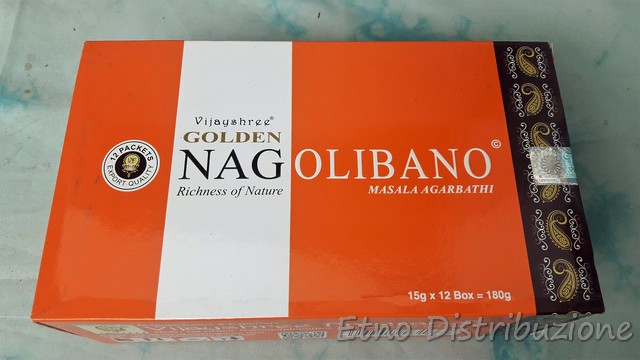 Vijayshree®
GOLDEN
NAG OLIBANO©
Richness of Nature
MASALA AGARBATHI
12 PACKETS
EXPORT QUALITY
15g x 12 Box = 180g
Vijayshree
Etno Distribuzione